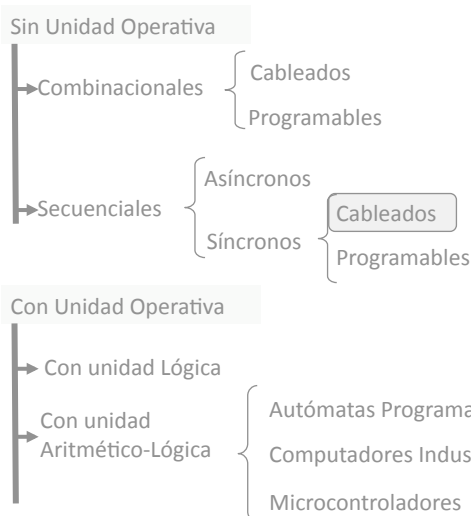 Sin Unidad Operativa
Combinacionales
Cableados
Programables
Secuenciales
Asíncronos
Síncronos
Cableados
Programables
Con Unidad Operativa
Con unidad Lógica
Con unidad
Aritmético-Lógica
Autómatas Programa
Computadores Indus
Microcontroladores